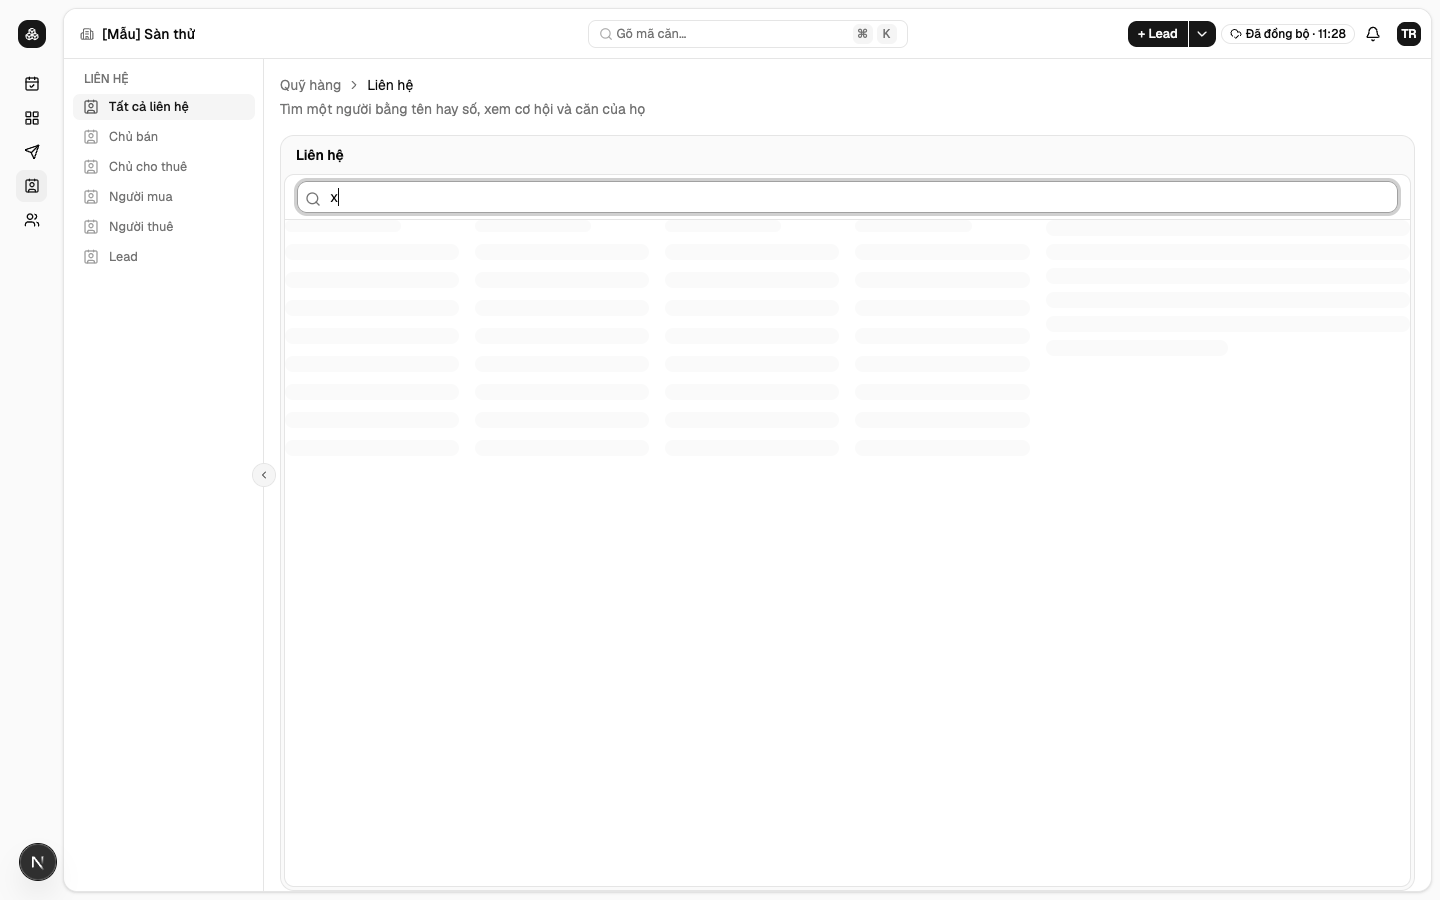 [Mẫu] Sàn thử
Gõ mã căn...
⌘ K
+ Lead
Đã đồng bộ · 11:28
TR
LIÊN HỆ
Tất cả liên hệ
Chủ bán
Chủ cho thuê
Người mua
Người thuê
Lead
Quỹ hàng > Liên hệ
Tìm một người bằng tên hay số, xem cơ hội và căn của họ
Liên hệ
x
N